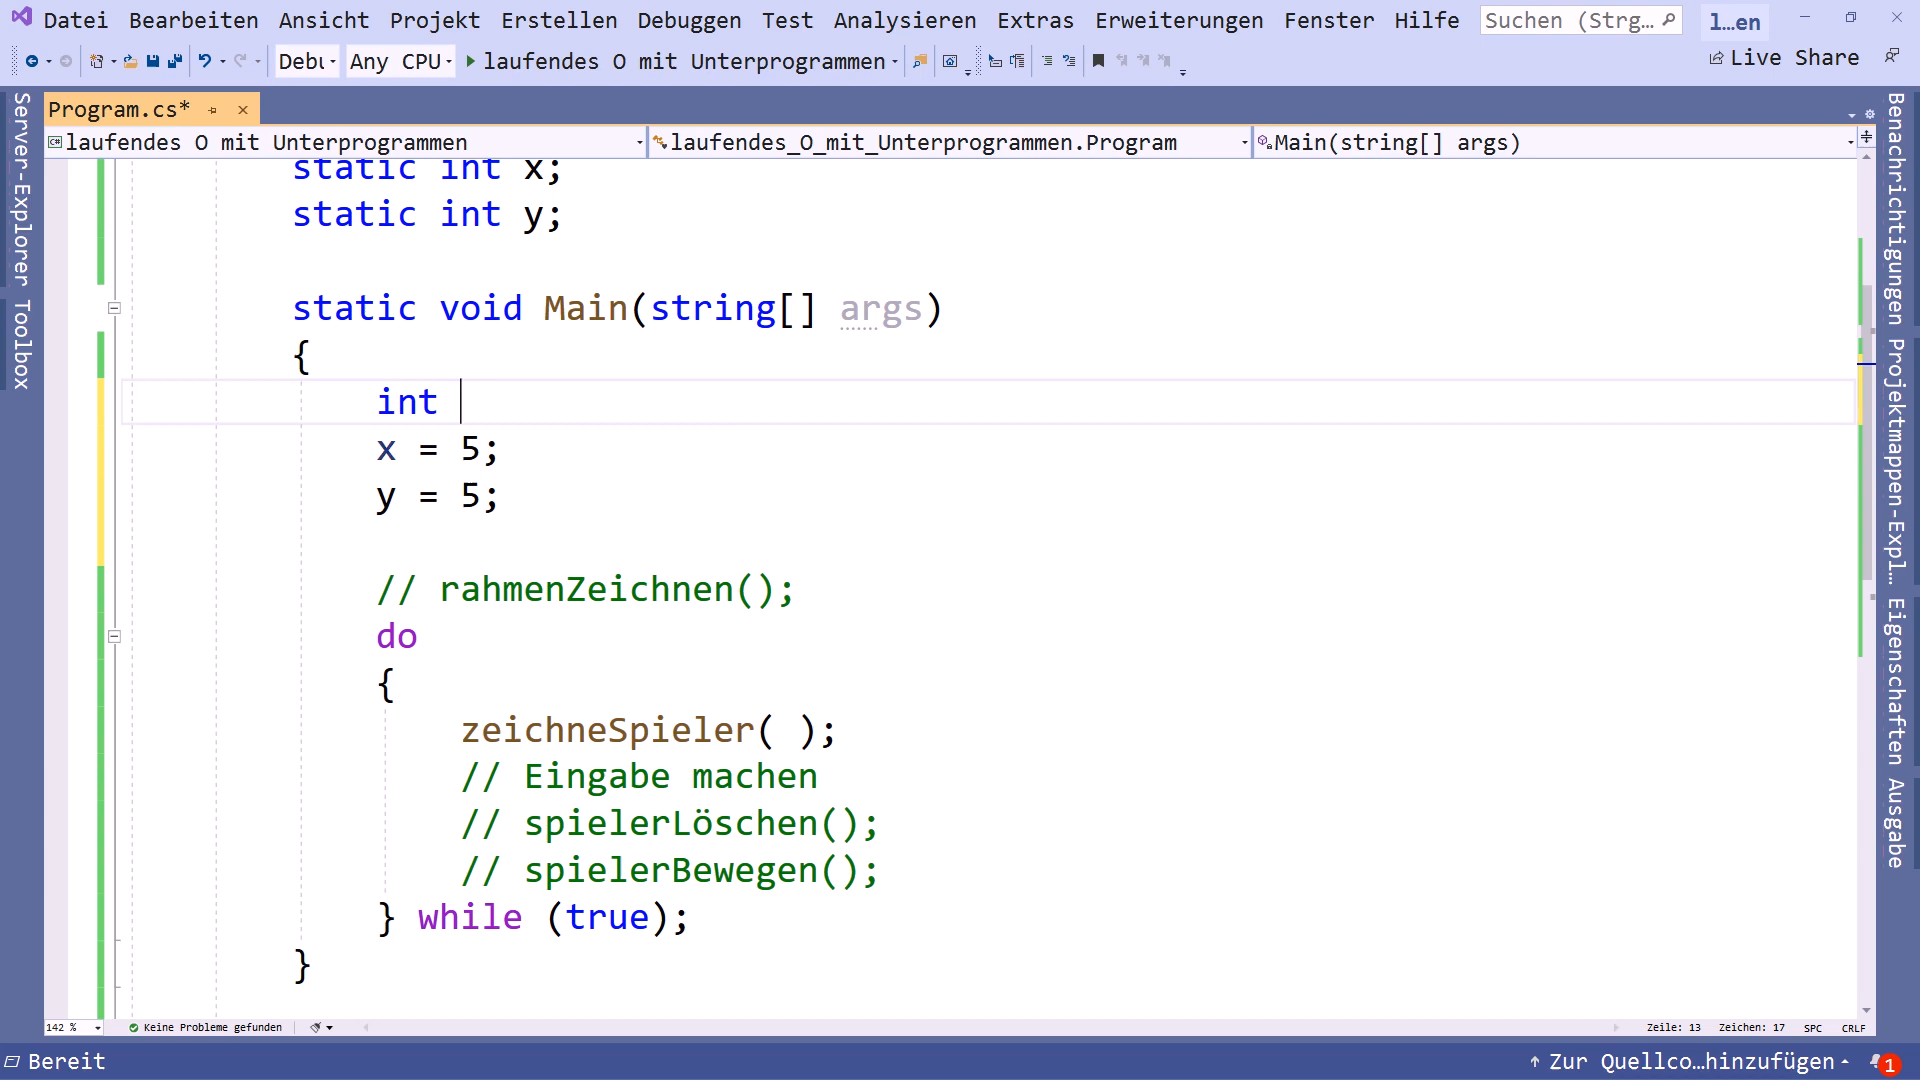 Datei Bearbeiten Ansicht Projekt Erstellen Debuggen Test Analysieren Extras Erweiterungen Fenster Hilfe Suchen (Strg... l...en
Debu Any CPU laufendes O mit Unterprogrammen Live Share
Program.cs*
laufendes O mit Unterprogrammen laufendes_O_mit_Unterprogrammen.Program Main(string[] args)
static int x;
static int y;
static void Main(string[] args)
{
int
x = 5;
y = 5;
// rahmenZeichnen();
do
{
zeichneSpieler( );
// Eingabe machen
// spielerLöschen();
// spielerBewegen();
} while (true);
}
142 % Keine Probleme gefunden Zeile: 13 Zeichen: 17 SPC CRLF
Bereit Zur Quellco...hinzufügen 1
Server-Explorer Toolbox
Benachrichtigungen Projektmappen-Expl... Eigenschaften Ausgabe